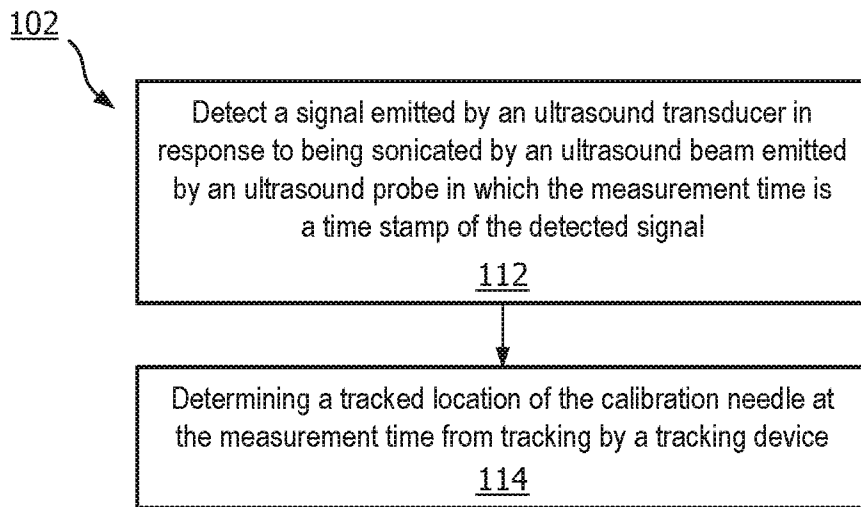 102
Detect a signal emitted by an ultrasound transducer in
response to being sonicated by an ultrasound beam emitted
by an ultrasound probe in which the measurement time is
a time stamp of the detected signal
112
Determining a tracked location of the calibration needle at
the measurement time from tracking by a tracking device
114